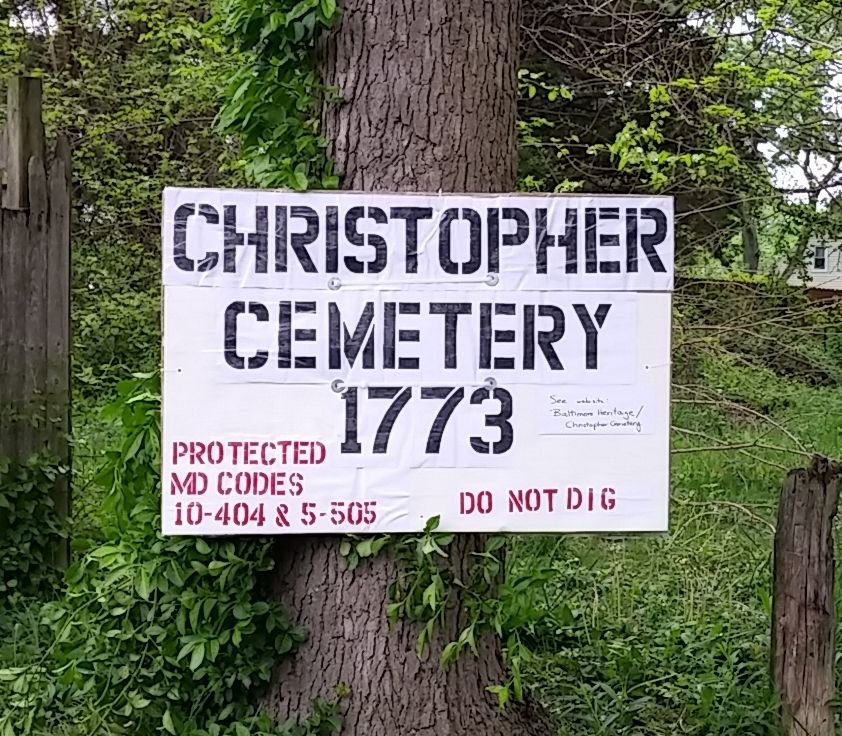 CHRISTOPHER
CEMETERY
1773
See website:
Baltimore Heritage/
Christopher Cemetery
PROTECTED
MD CODES
10-404 & 5-505
DO NOT DIG